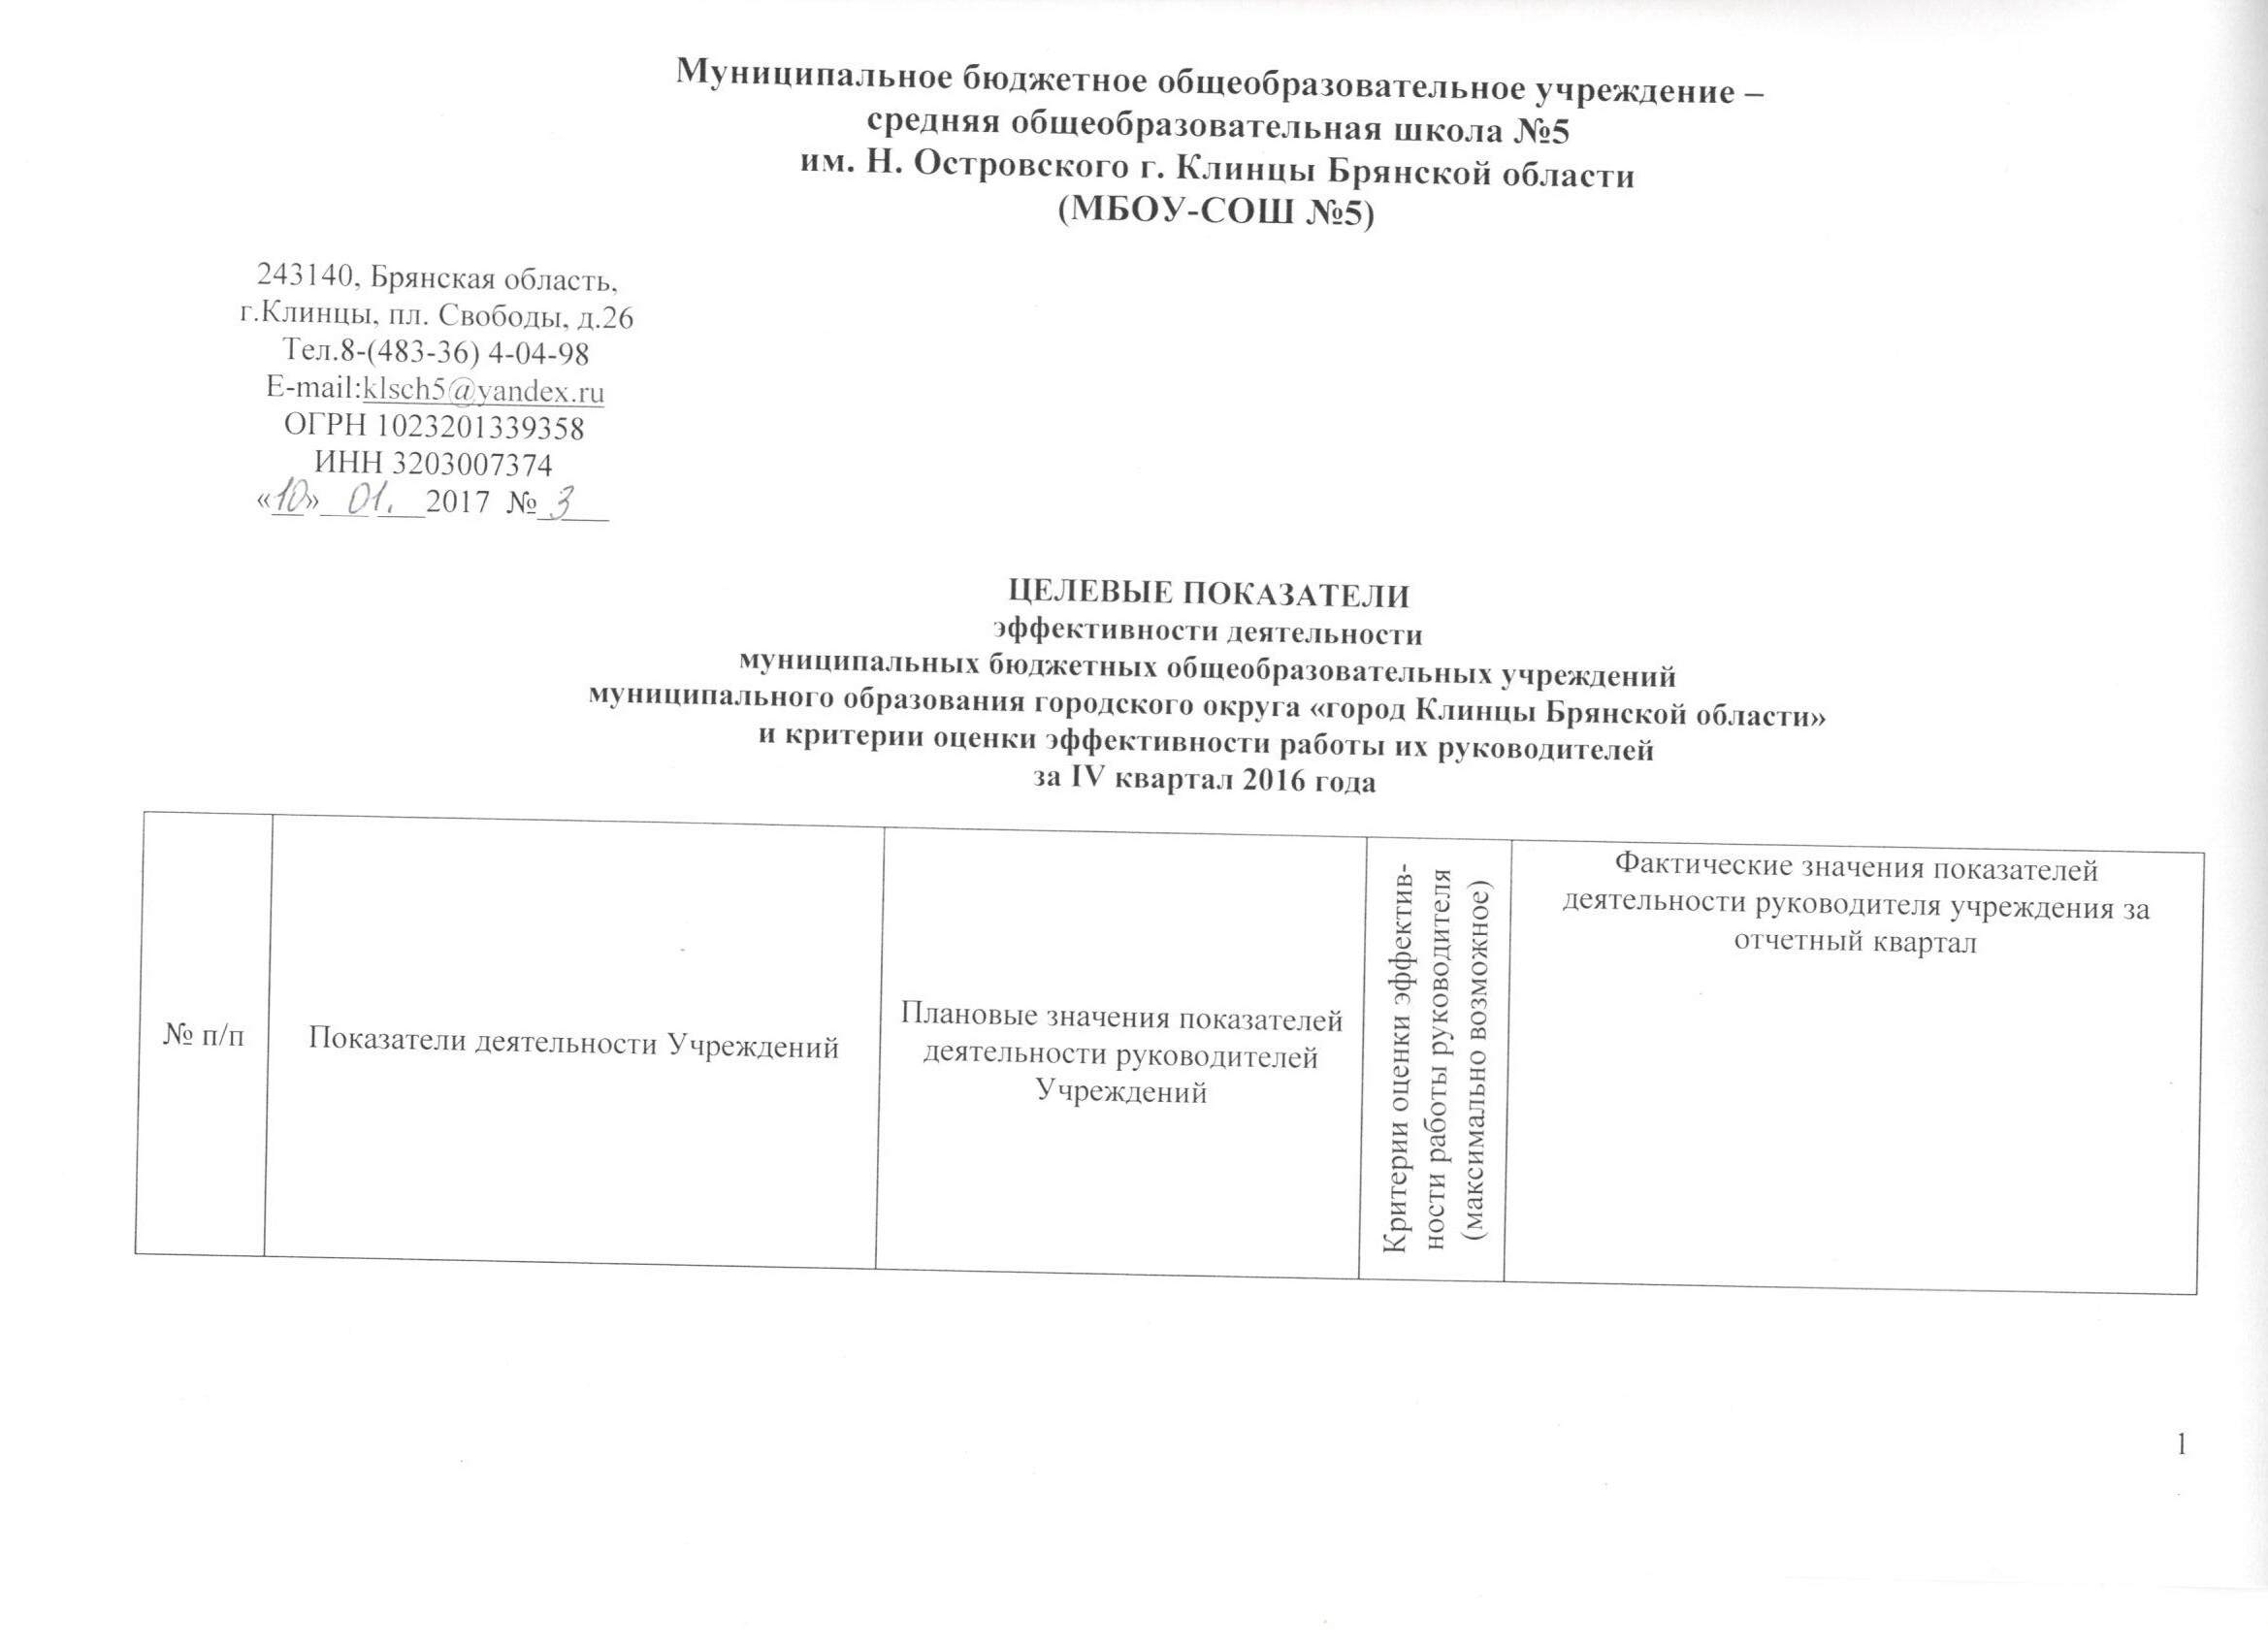 Муниципальное бюджетное общеобразовательное учреждение –
средняя общеобразовательная школа №5
им. Н. Островского г. Клинцы Брянской области
(МБОУ-СОШ №5)
243140, Брянская область,
г.Клинцы, пл. Свободы, д.26
Тел.8-(483-36) 4-04-98
E-mail:klsch5@yandex.ru
ОГРН 1023201339358
ИНН 3203007374
«10» 01. 2017 № 3
ЦЕЛЕВЫЕ ПОКАЗАТЕЛИ
эффективности деятельности
муниципальных бюджетных общеобразовательных учреждений
муниципального образования городского округа «город Клинцы Брянской области»
и критерии оценки эффективности работы их руководителей
за IV квартал 2016 года
№ п/п
Показатели деятельности Учреждений
Плановые значения показателей
деятельности руководителей
Учреждений
Критерии оценки эффектив-
ности работы руководителя
(максимально возможное)
Фактические значения показателей
деятельности руководителя учреждения за
отчетный квартал
1